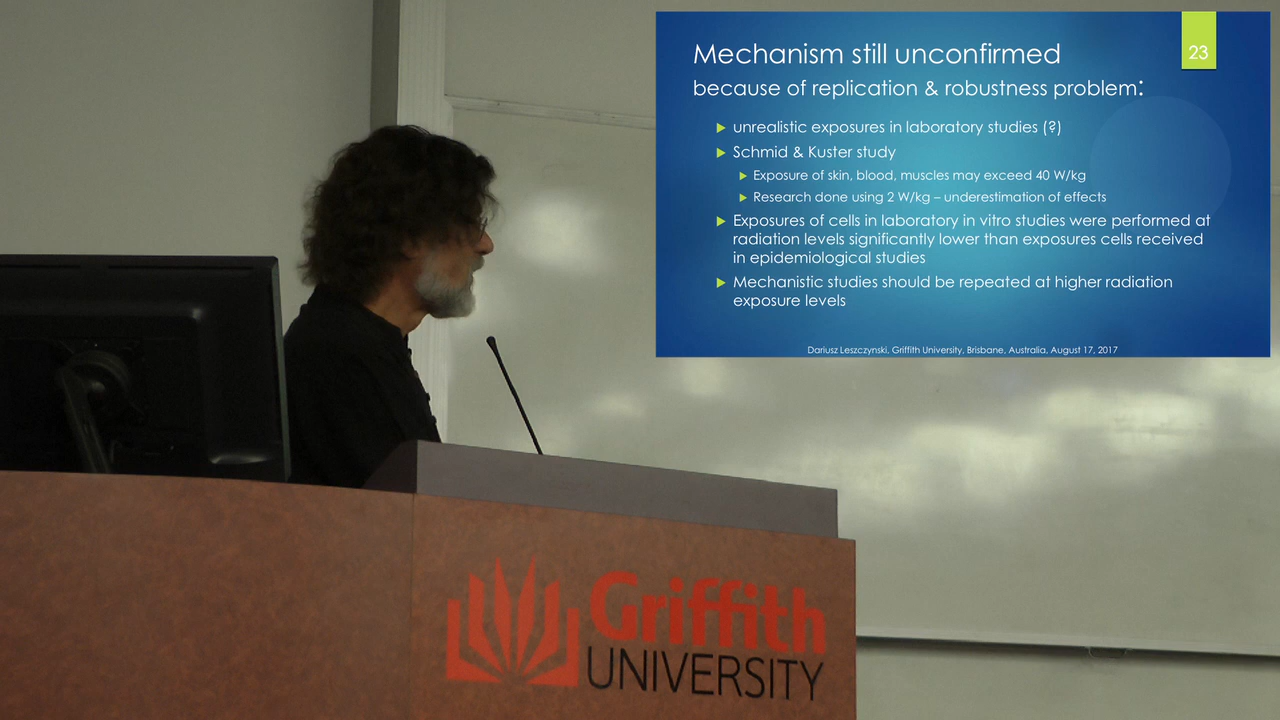 23
Mechanism still unconfirmed
because of replication & robustness problem:
unrealistic exposures in laboratory studies (?)
Schmid & Kuster study
Exposure of skin, blood, muscles may exceed 40 W/kg
Research done using 2 W/kg – underestimation of effects
Exposures of cells in laboratory in vitro studies were performed at
radiation levels significantly lower than exposures cells received
in epidemiological studies
Mechanistic studies should be repeated at higher radiation
exposure levels
Dariusz Leszczynski, Griffith University, Brisbane, Australia, August 17, 2017
Griffith
UNIVERSITY